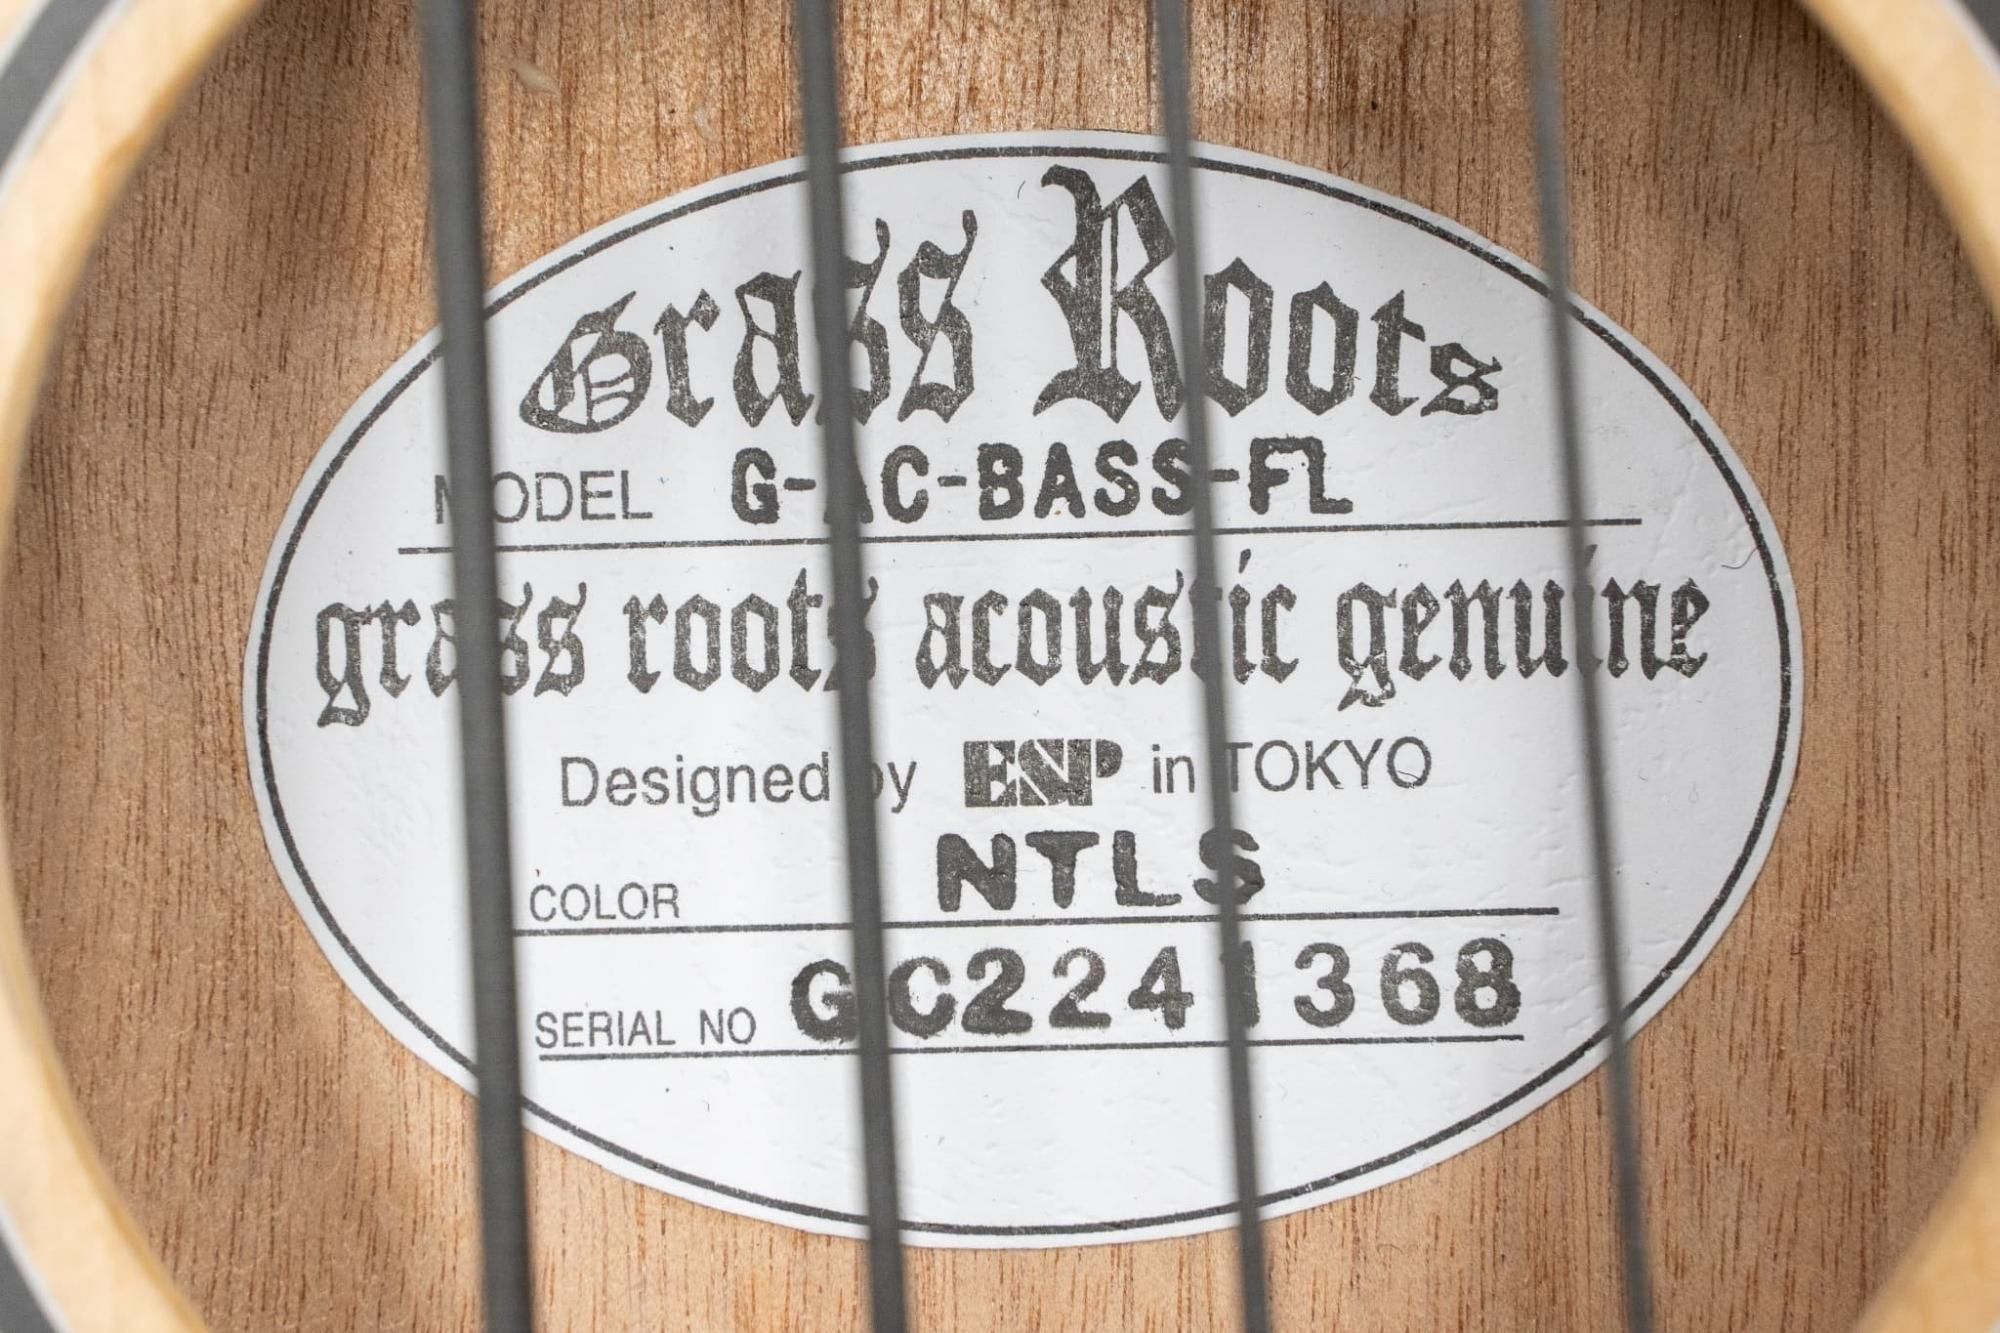 Grass Roots
MODEL G-AC-BASS-FL
grass roots acoustic genuine
Designed by ESP in TOKYO
COLOR NTLS
SERIAL NO GC2241368